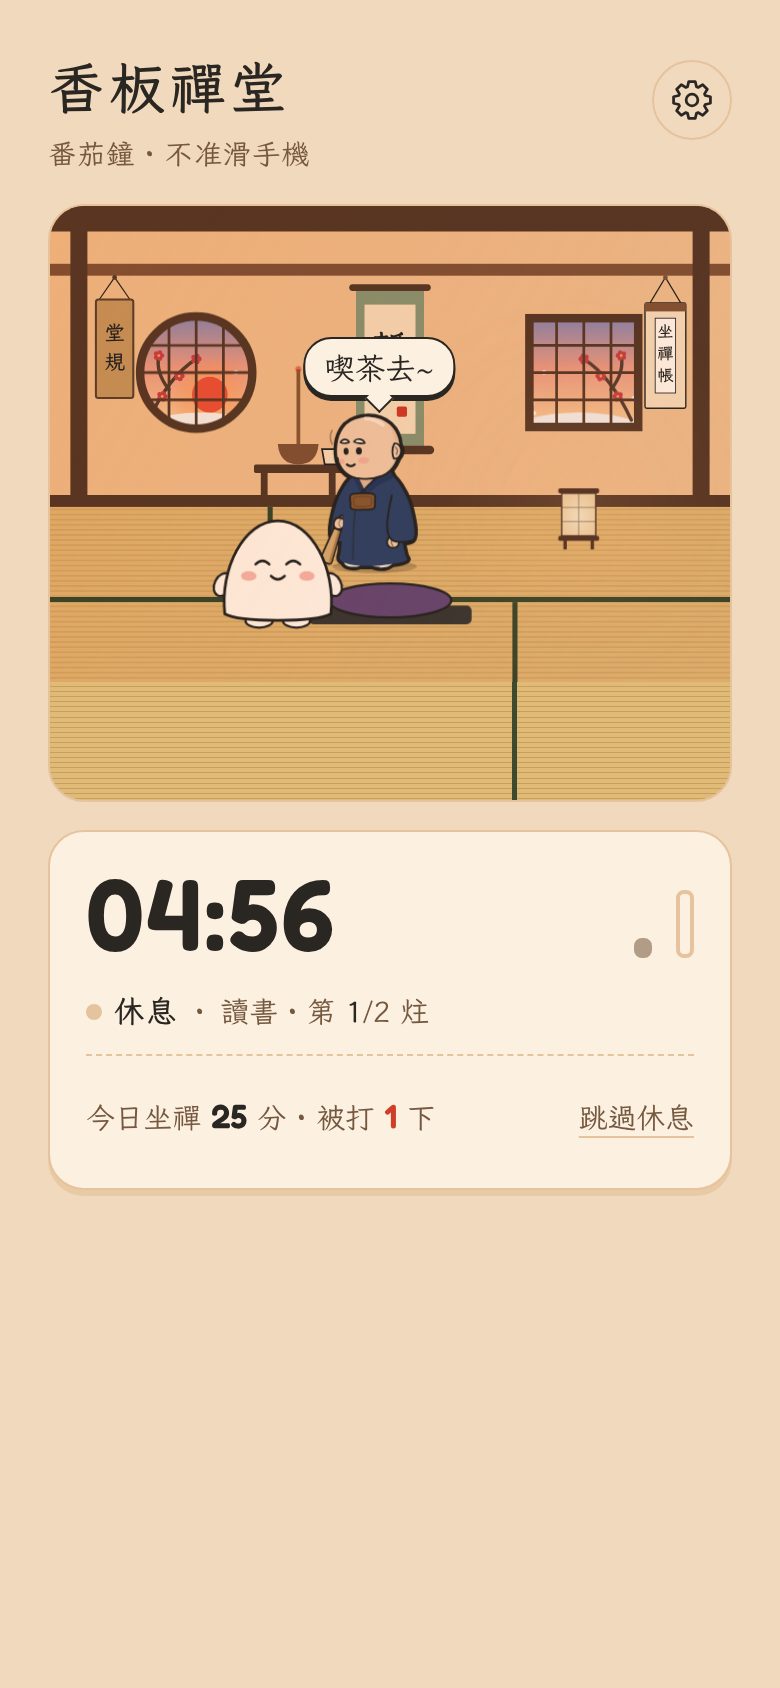 香板禪堂
番茄鐘・不准滑手機
堂規
喫茶去~
坐禪帳
04:56
休息・讀書・第 1/2 炷
今日坐禪 25 分・被打 1 下
跳過休息